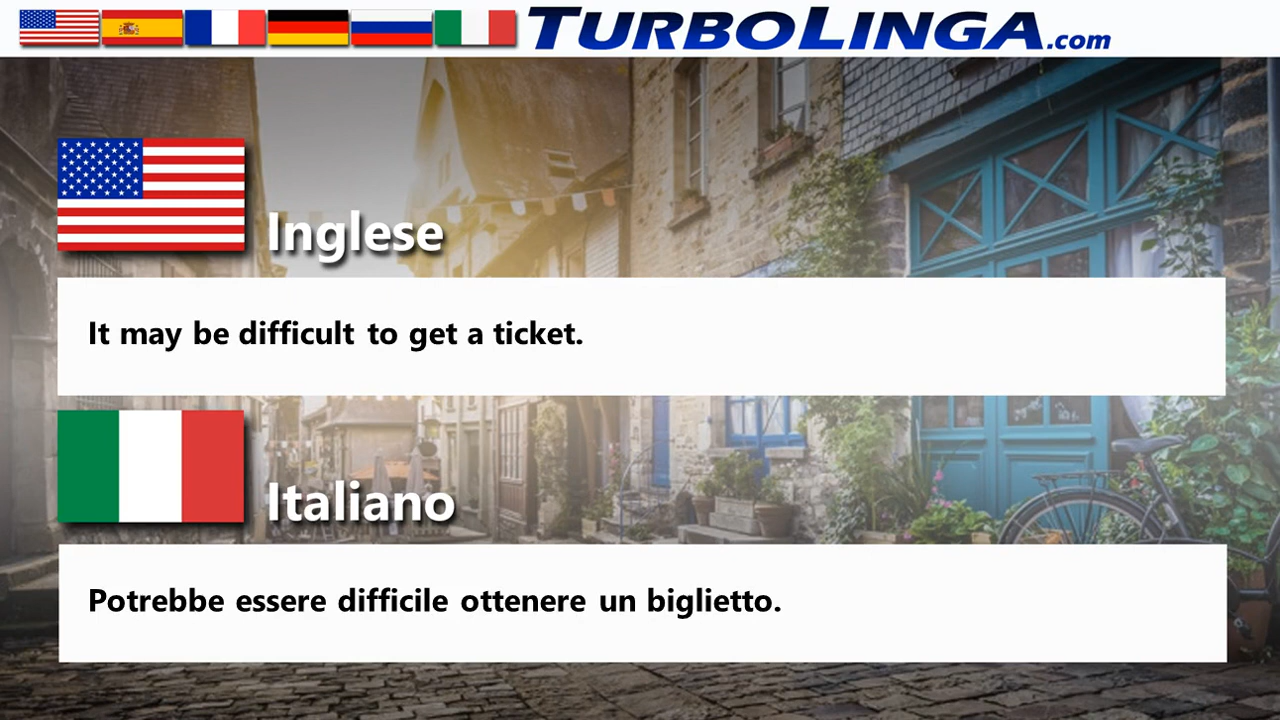 TURBOLINGA.com
Inglese
It may be difficult to get a ticket.
Italiano
Potrebbe essere difficile ottenere un biglietto.